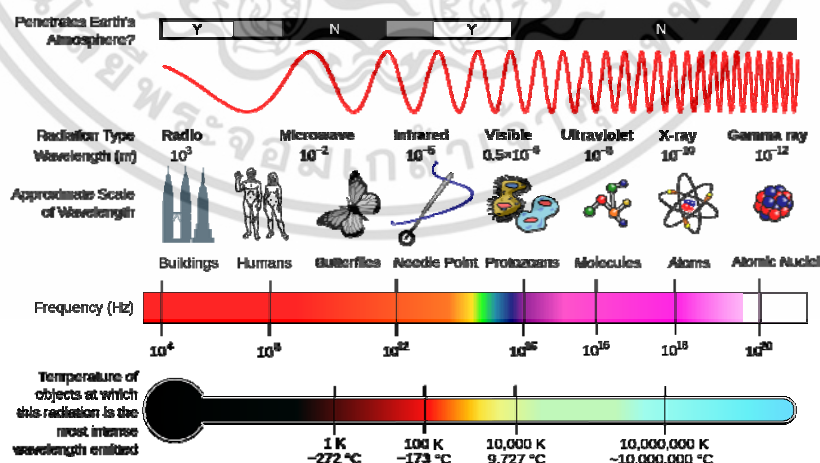 Penetrates Earth's
Atmosphere?
Y N Y N
Radiation Type Radio Microwave Infrared Visible Ultraviolet X-ray Gamma ray
Wavelength (m) 10³ 10⁻² 10⁻⁵ 0.5×10⁻⁶ 10⁻⁸ 10⁻¹⁰ 10⁻¹²
Approximate Scale
of Wavelength
Buildings Humans Butterflies Needle Point Protozoans Molecules Atoms Atomic Nuclei
Frequency (Hz)
10⁴ 10⁸ 10¹² 10¹⁵ 10¹⁶ 10¹⁸ 10²⁰
Temperature of
objects at which
this radiation is the
most intense
wavelength emitted
1 K 100 K 10,000 K 10,000,000 K
−272 °C −173 °C 9,727 °C ~10,000,000 °C